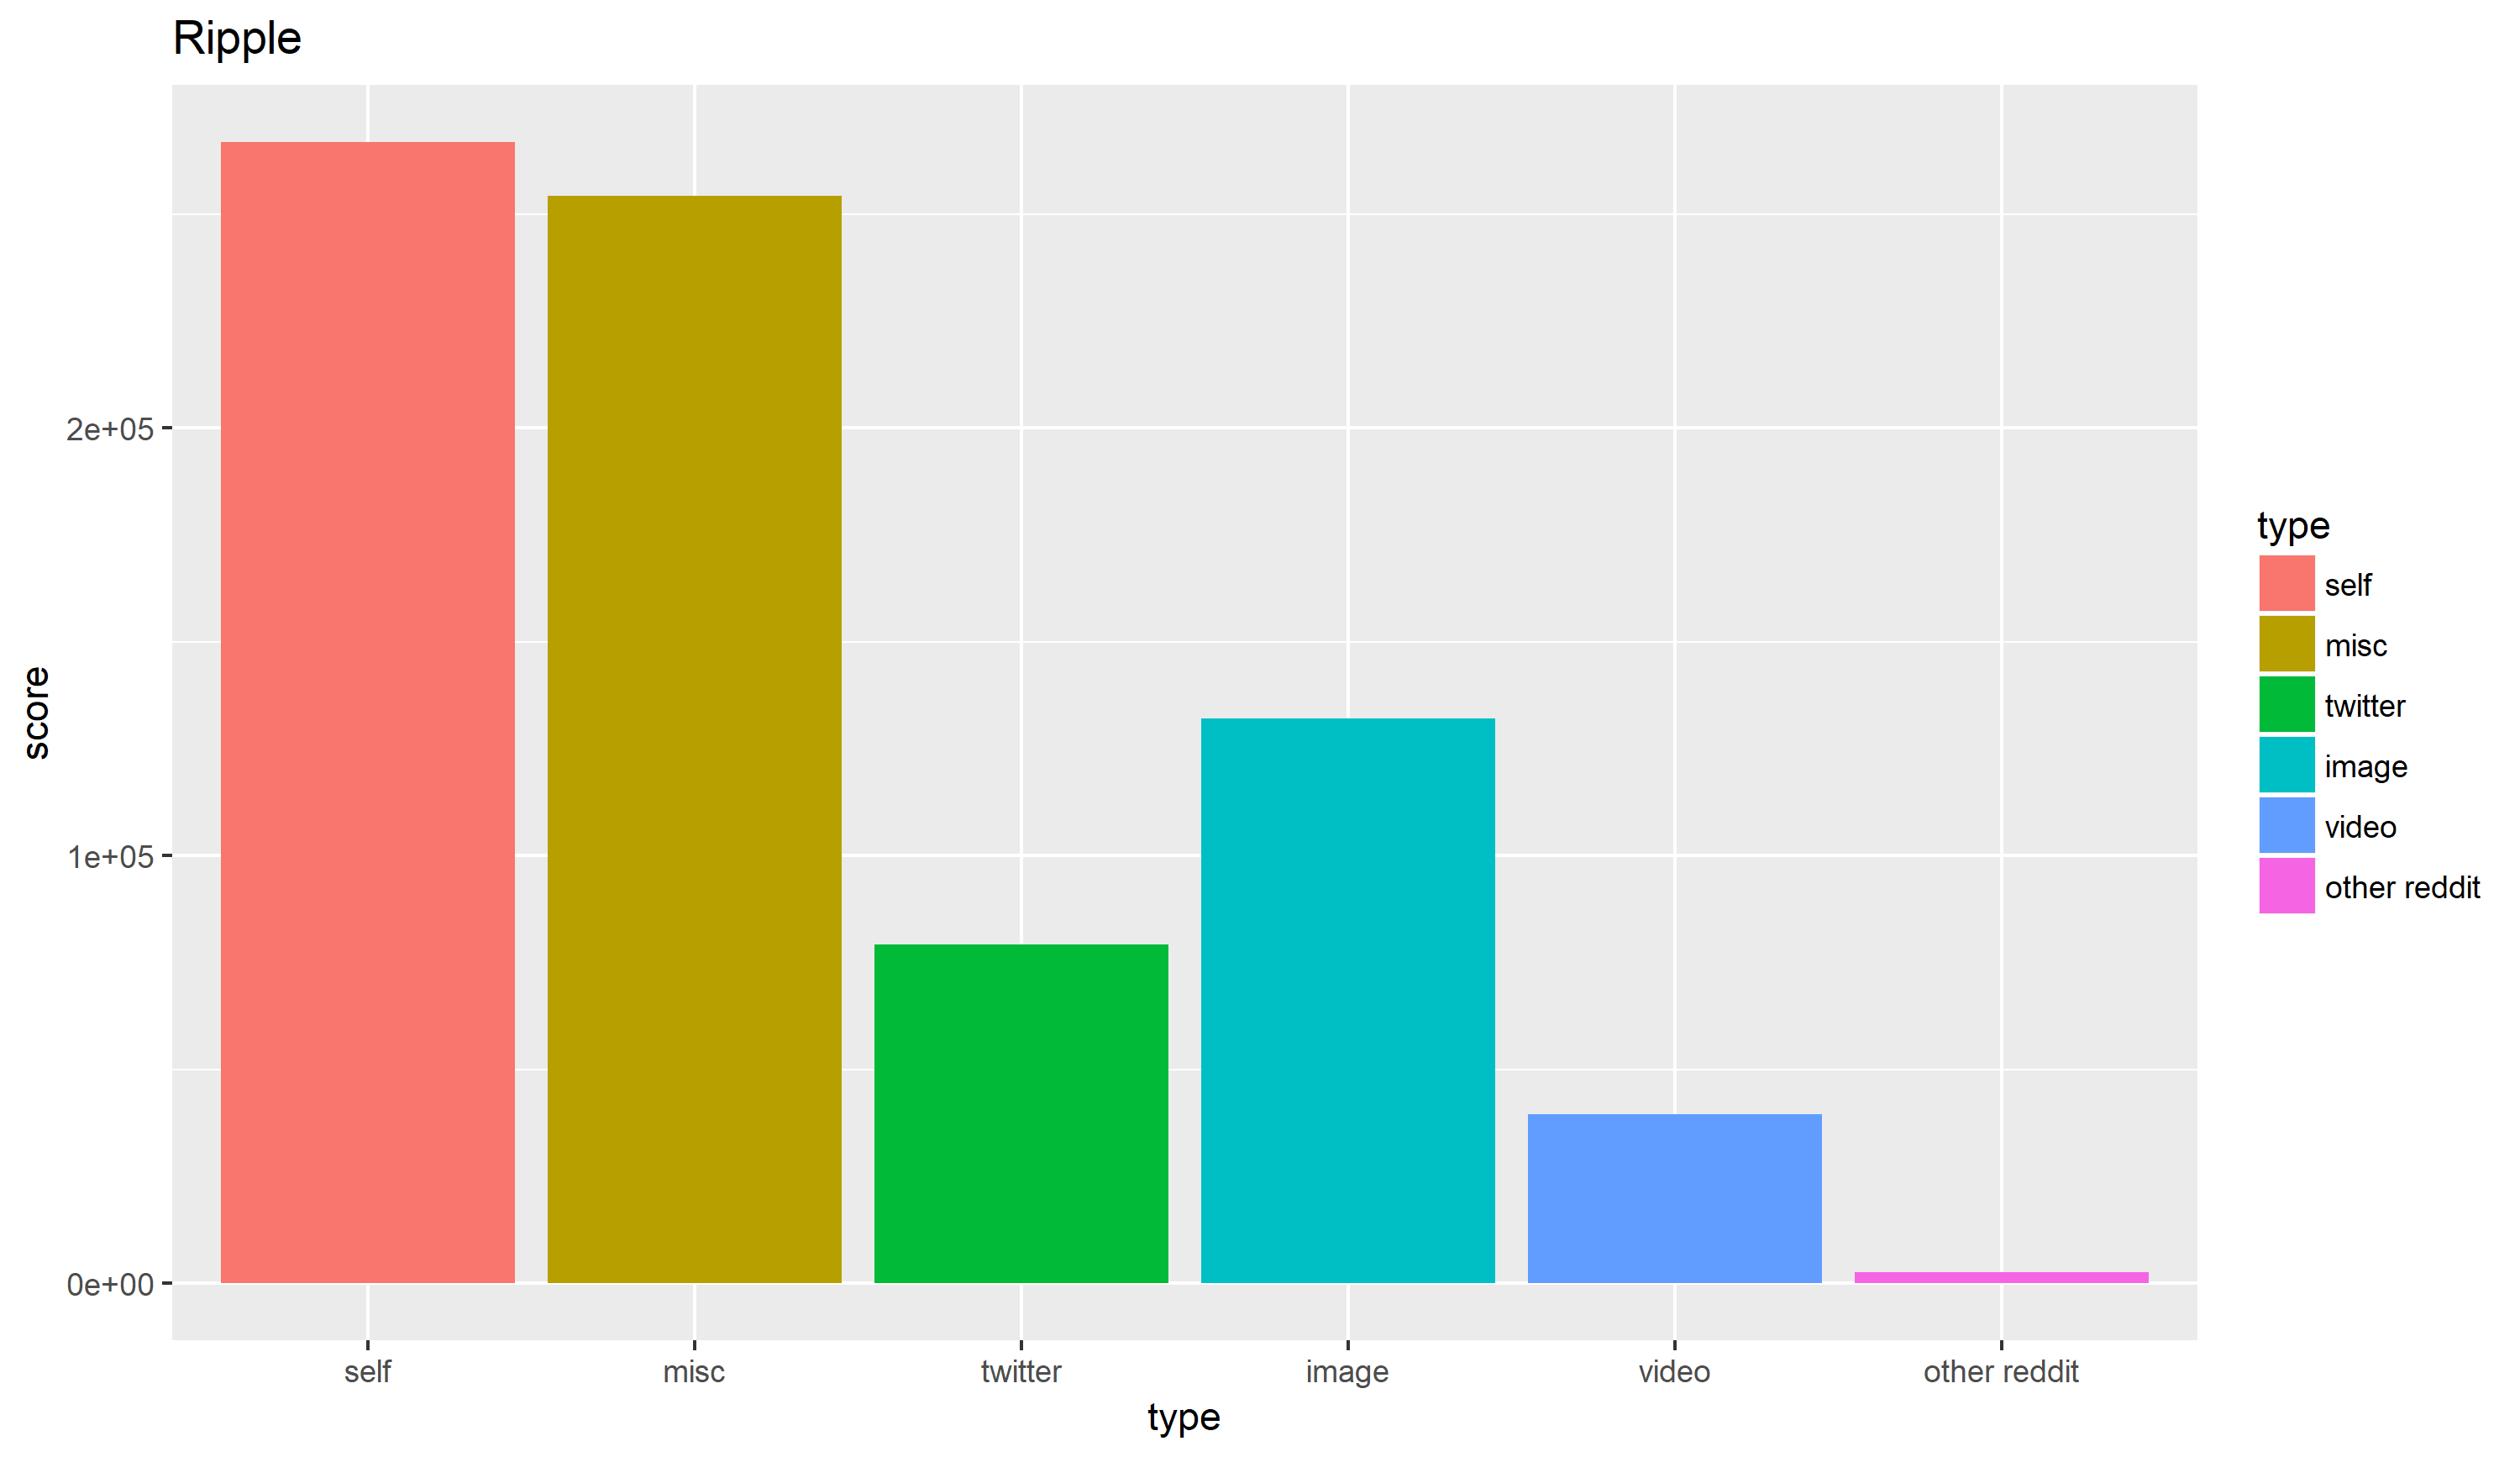 Ripple
score
2e+05
1e+05
0e+00
self misc twitter image video other reddit
type
type
self
misc
twitter
image
video
other reddit